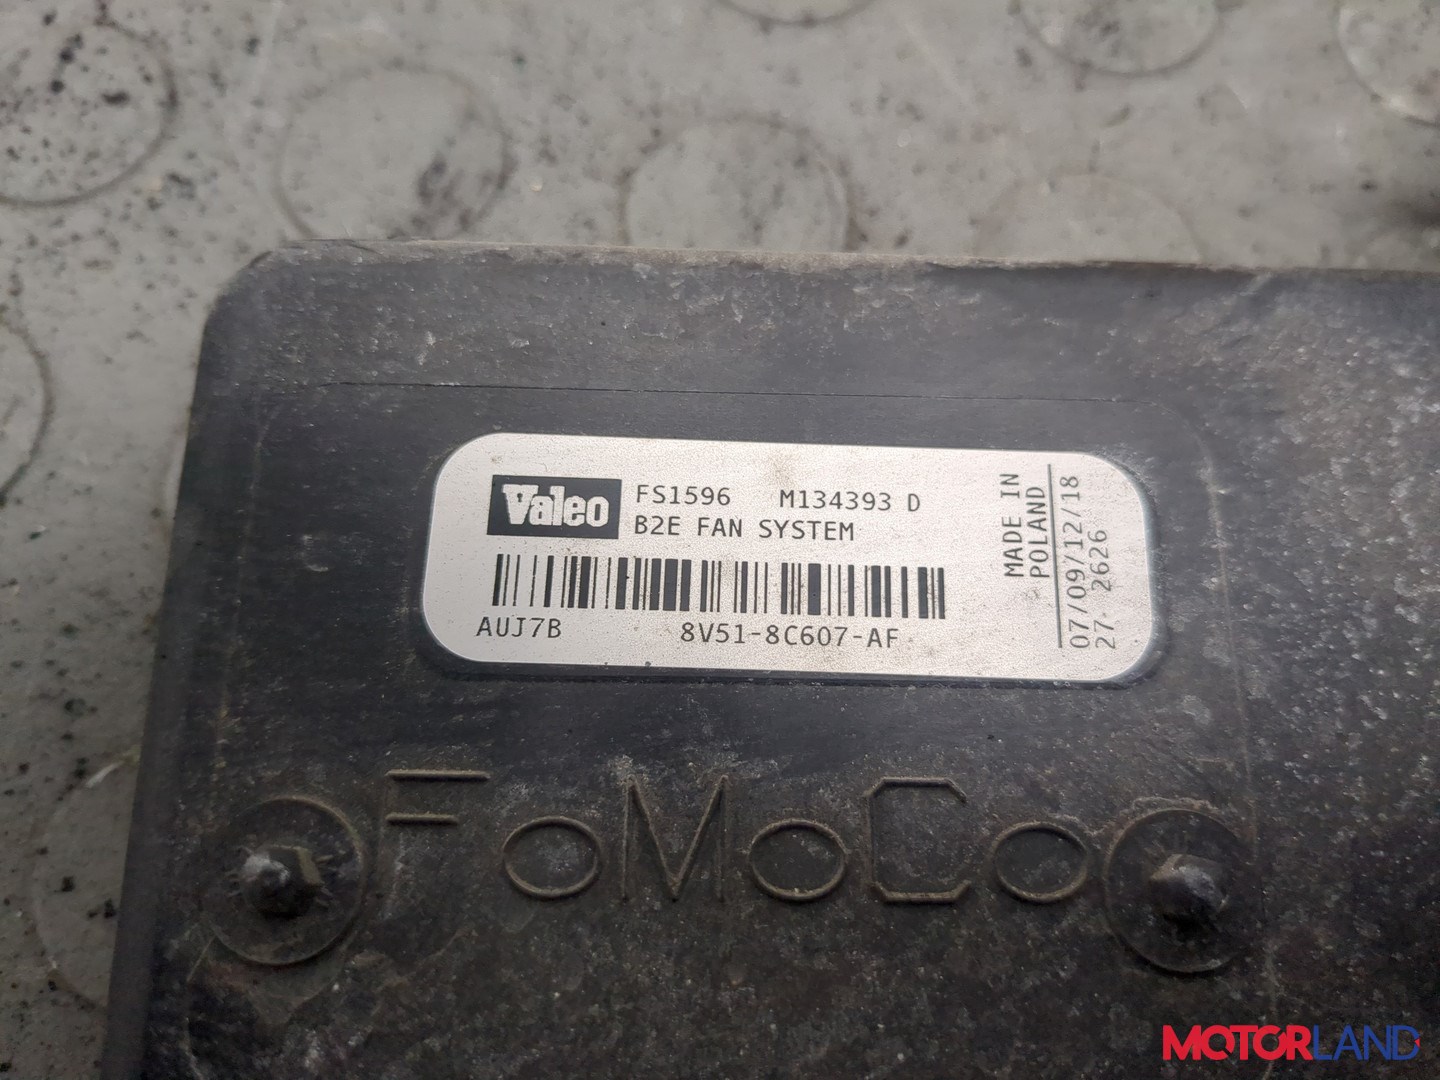 Valeo FS1596 M134393 D
B2E FAN SYSTEM
AUJ7B 8V51-8C607-AF
MADE IN
POLAND
07/09/12/18
27. 2626
FoMoCo
MOTORLAND